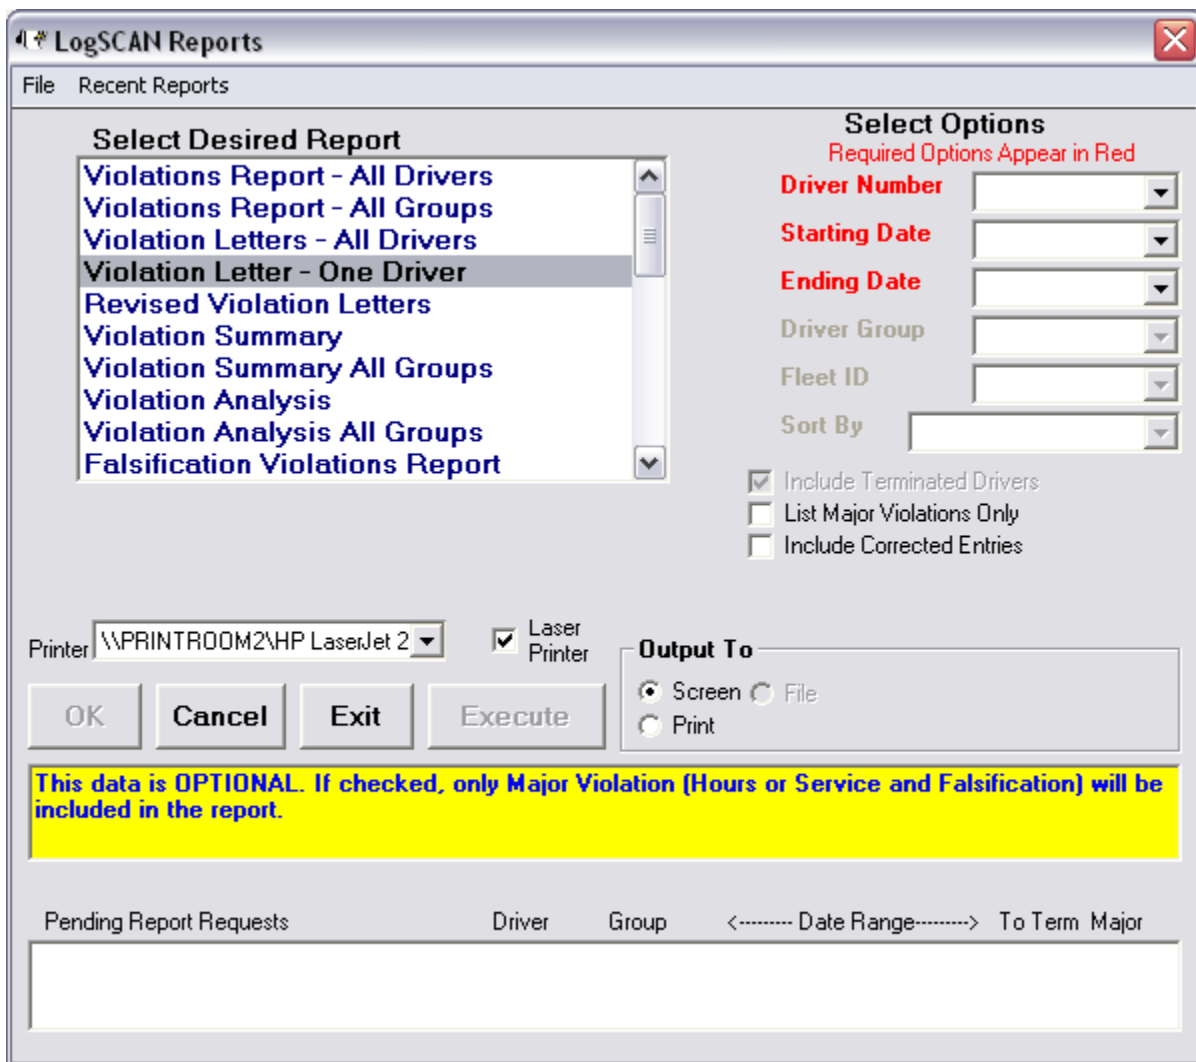 LogSCAN Reports
File Recent Reports
Select Desired Report
Violations Report - All Drivers
Violations Report - All Groups
Violation Letters - All Drivers
Violation Letter - One Driver
Revised Violation Letters
Violation Summary
Violation Summary All Groups
Violation Analysis
Violation Analysis All Groups
Falsification Violations Report
Select Options
Required Options Appear in Red
Driver Number
Starting Date
Ending Date
Driver Group
Fleet ID
Sort By
Include Terminated Drivers
List Major Violations Only
Include Corrected Entries
Printer \\PRINTROOM2\HP LaserJet 2
Laser
Printer
Output To
Screen File
Print
OK Cancel Exit Execute
This data is OPTIONAL. If checked, only Major Violation (Hours or Service and Falsification) will be
included in the report.
Pending Report Requests Driver Group <--------- Date Range---------> To Term Major